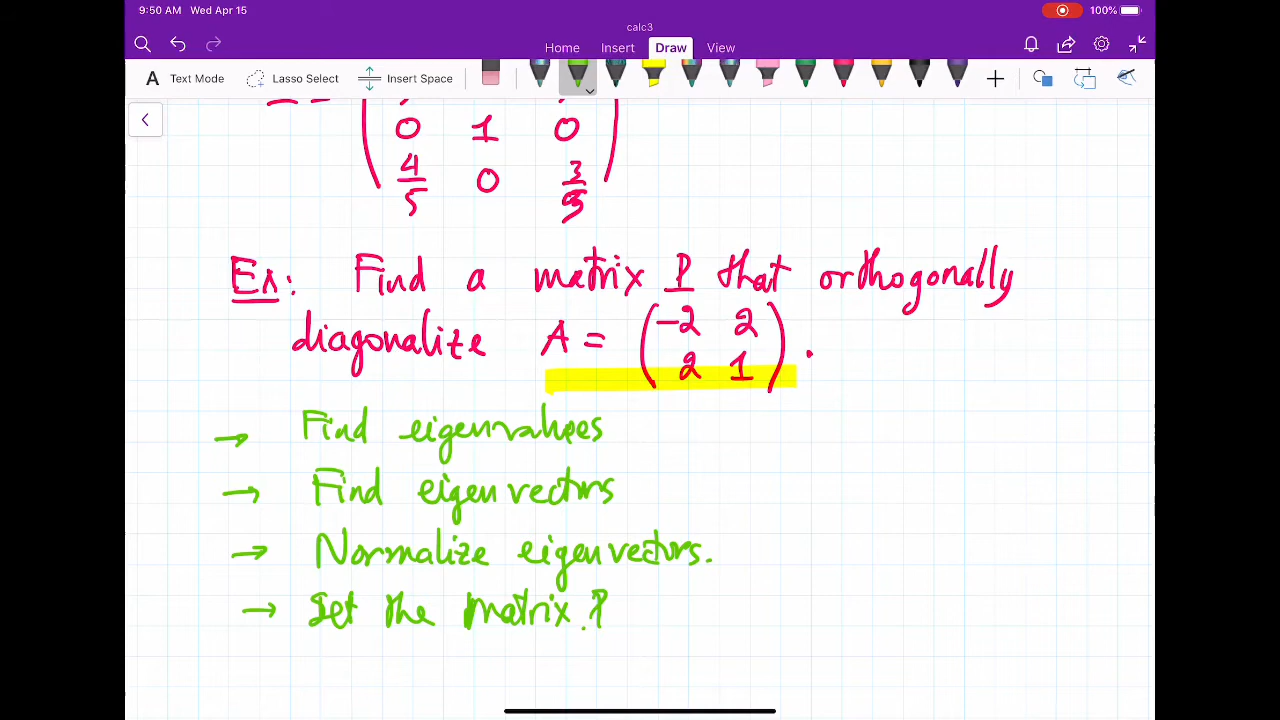 9:50 AM Wed Apr 15
100%
calc3
Home Insert Draw View
Text Mode Lasso Select Insert Space
0 1 0
4/5 0 3/5
Ex: Find a matrix P that orthogonally
diagonalize A = (-2 2
2 1).
→ Find eigenvalues
→ Find eigenvectors
→ Normalize eigenvectors.
→ Set the matrix P